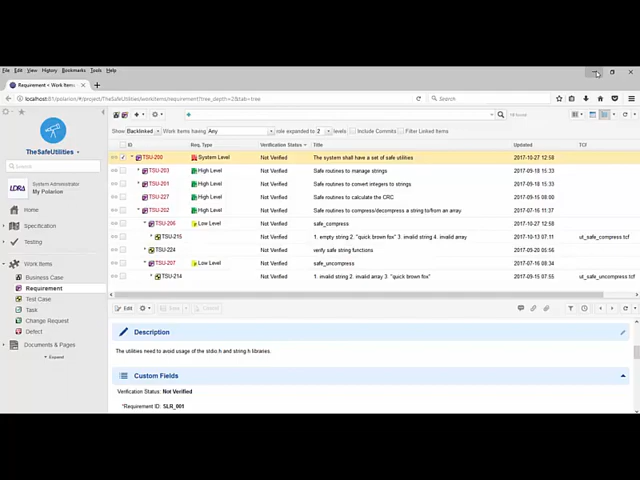 File Edit View History Bookmarks Tools Help
Requirement < Work Items
localhost:81/polarion/#/project/TheSafeUtilities/workitems/requirement?tree_depth=2&tab=tree
Search
TheSafeUtilities
Search
System Administrator
My Polarion
LDRA
Home
Specification
Testing
Work Items
Business Case
Requirement
Test Case
Task
Change Request
Defect
Documents & Pages
Expand
Show Backlinked Work Items having Any role expanded to 2 levels Include Commits Filter Linked Items
ID Req. Type Verification Status Title Updated TCF
TSU-200 System Level Not Verified The system shall have a set of safe utilities 2017-10-27 12:58
TSU-203 High Level Not Verified Safe routines to manage strings 2017-09-18 15:33
TSU-201 High Level Not Verified Safe routines to convert integers to strings 2017-09-18 15:33
TSU-227 High Level Not Verified Safe routines to calculate the CRC 2017-09-15 08:00
TSU-202 High Level Not Verified Safe routines to compress/decompress a string to/from an array. 2017-07-16 11:37
TSU-206 Low Level Not Verified safe_compress 2017-10-27 12:58
TSU-215 Not Verified 1. empty string 2. "quick brown fox" 3. invalid string 4. invalid array 2017-10-13 07:11 ut_safe_compress.tcf
TSU-224 Not Verified verify safe string functions 2017-09-20 05:56
TSU-207 Low Level Not Verified safe_uncompress 2017-07-16 08:34
TSU-214 Not Verified 1. invalid string 2. invalid array 3. "quick brown fox" 2017-09-15 07:55 ut_safe_uncompress.tcf
Edit
Description
The utilities need to avoid usage of the stdio.h and string.h libraries.
Custom Fields
Verification Status: Not Verified
*Requirement ID: SLR_001